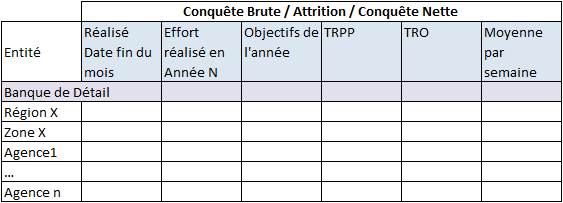 Conquête Brute / Attrition / Conquête Nette
Entité
Réalisé
Date fin du
mois
Effort
réalisé en
Année N
Objectifs de
l'année
TRPP
TRO
Moyenne
par
semaine
Banque de Détail
Région X
Zone X
Agence1
...
Agence n